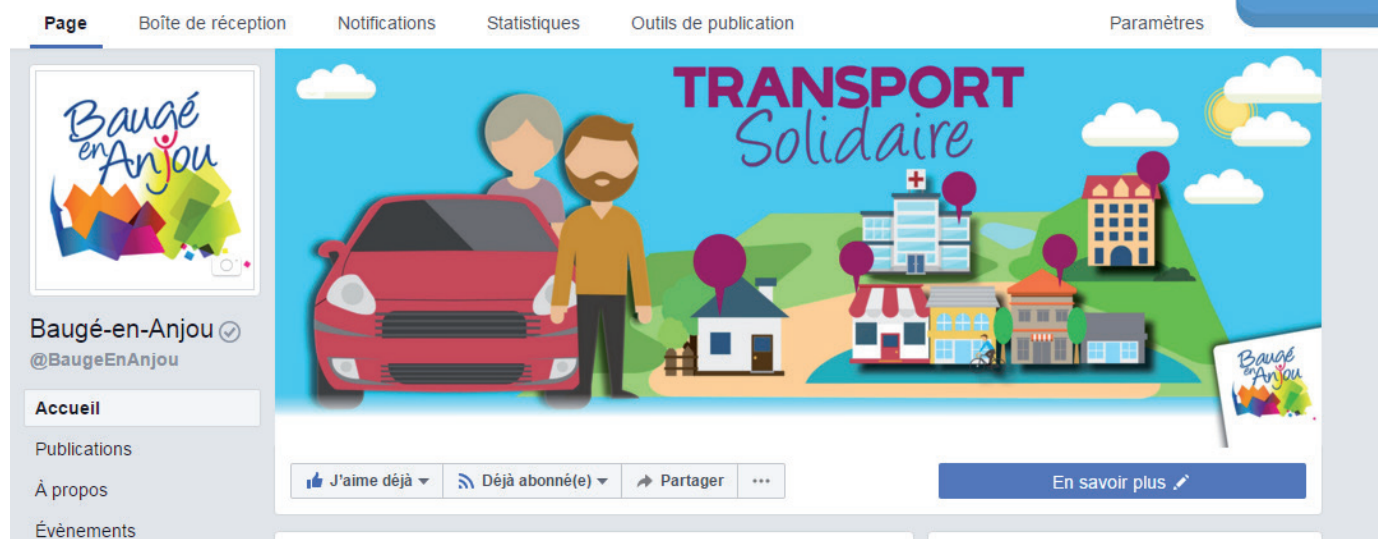 Page Boîte de réception Notifications Statistiques Outils de publication Paramètres
Baugé
en Anjou
TRANSPORT
Solidaire
Baugé
en Anjou
Baugé-en-Anjou
@BaugeEnAnjou
Accueil
Publications
À propos
Évènements
J'aime déjà Déjà abonné(e) Partager ... En savoir plus